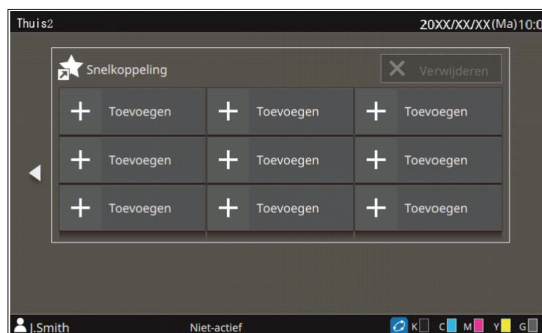 Thuis2 20XX/XX/XX(Ma)10:0
Snelkoppeling Verwijderen
Toevoegen Toevoegen Toevoegen
Toevoegen Toevoegen Toevoegen
Toevoegen Toevoegen Toevoegen
J.Smith Niet-actief K C M Y G